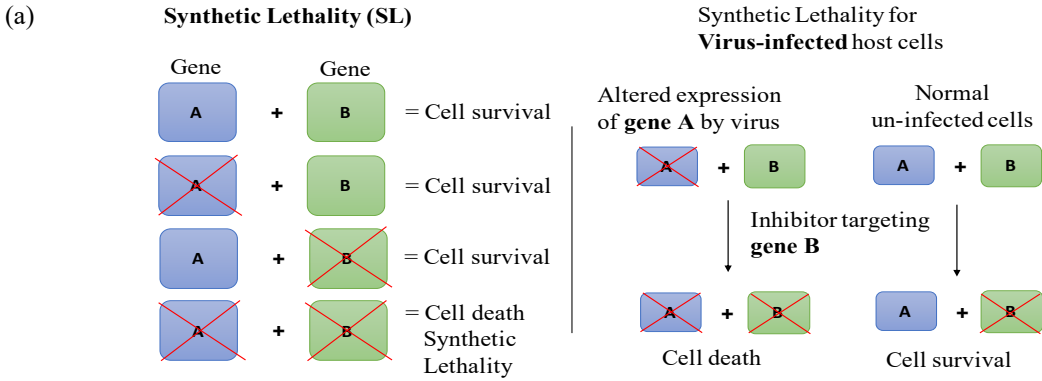 (a)
Synthetic Lethality (SL)
Gene Gene
A + B = Cell survival
A + B = Cell survival
A + B = Cell survival
A + B = Cell death
Synthetic
Lethality
Synthetic Lethality for
Virus-infected host cells
Altered expression
of gene A by virus
Normal
un-infected cells
A + B
A + B
Inhibitor targeting
gene B
A + B
A + B
Cell death
Cell survival